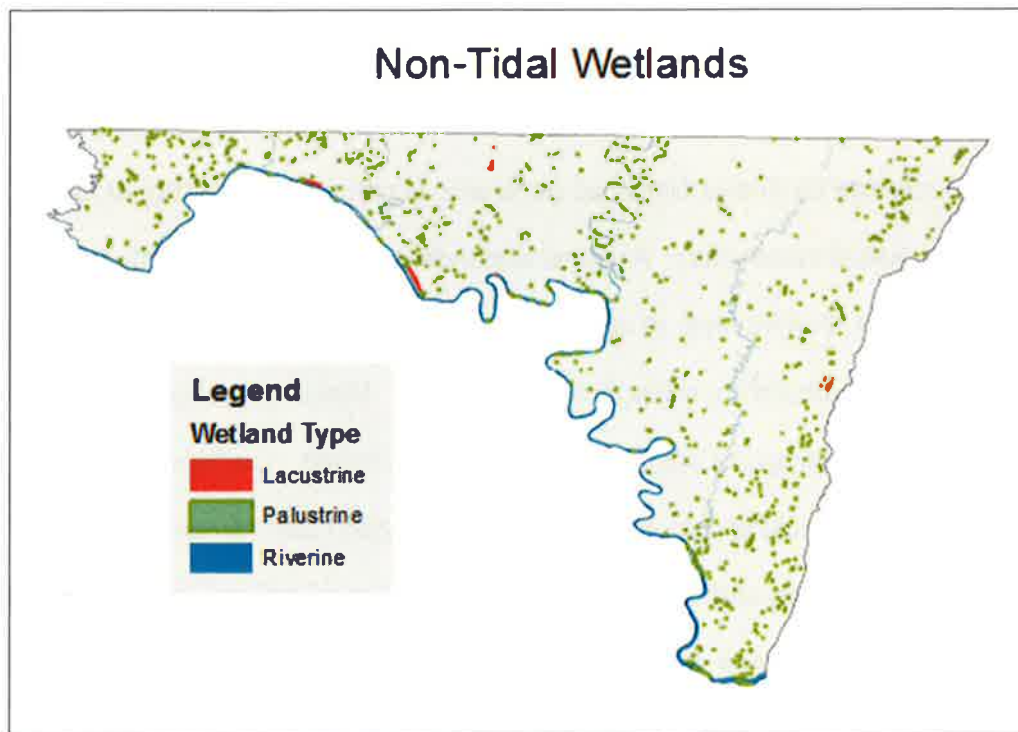 Non-Tidal Wetlands
Legend
Wetland Type
Lacustrine
Palustrine
Riverine